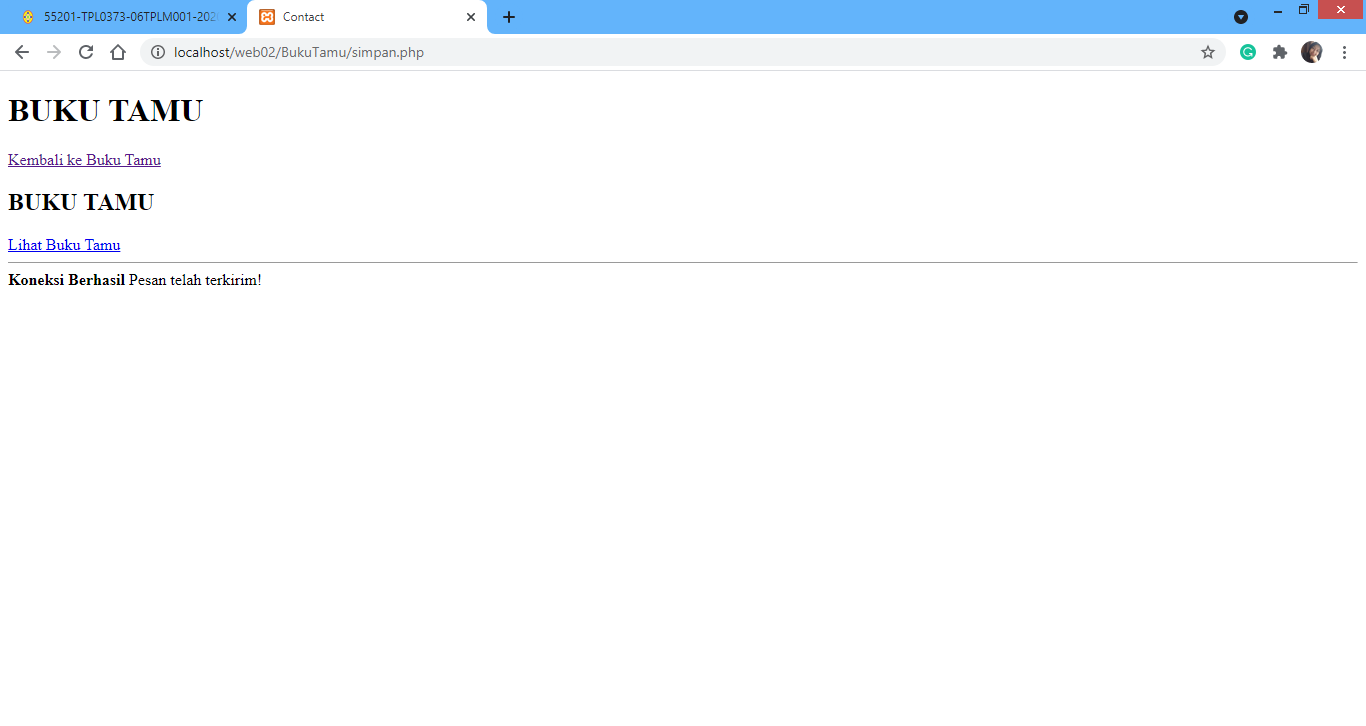 55201-TPL0373-06TPLM001-202
Contact
localhost/web02/BukuTamu/simpan.php
BUKU TAMU
Kembali ke Buku Tamu
BUKU TAMU
Lihat Buku Tamu
Koneksi Berhasil Pesan telah terkirim!